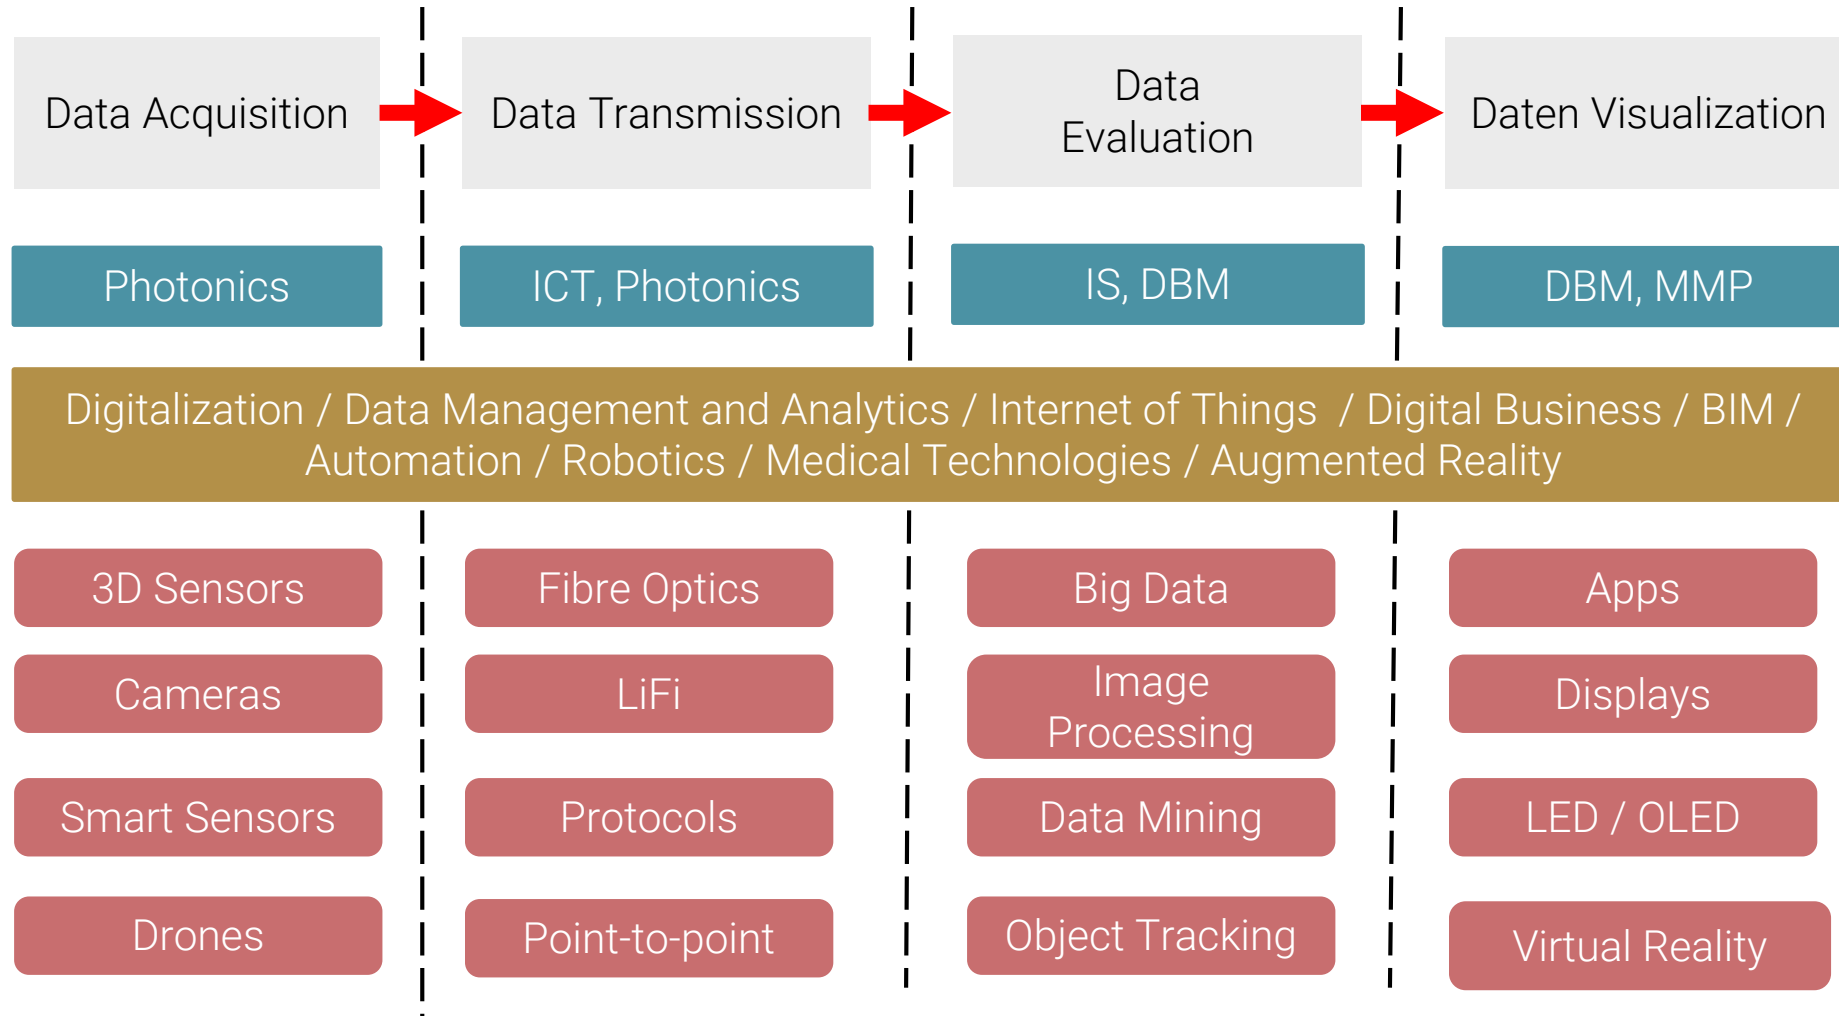 Data Acquisition
Data Transmission
Data
Evaluation
Daten Visualization
Photonics
ICT, Photonics
IS, DBM
DBM, MMP
Digitalization / Data Management and Analytics / Internet of Things / Digital Business / BIM /
Automation / Robotics / Medical Technologies / Augmented Reality
3D Sensors
Fibre Optics
Big Data
Apps
Cameras
LiFi
Image
Processing
Displays
Smart Sensors
Protocols
Data Mining
LED / OLED
Drones
Point-to-point
Object Tracking
Virtual Reality